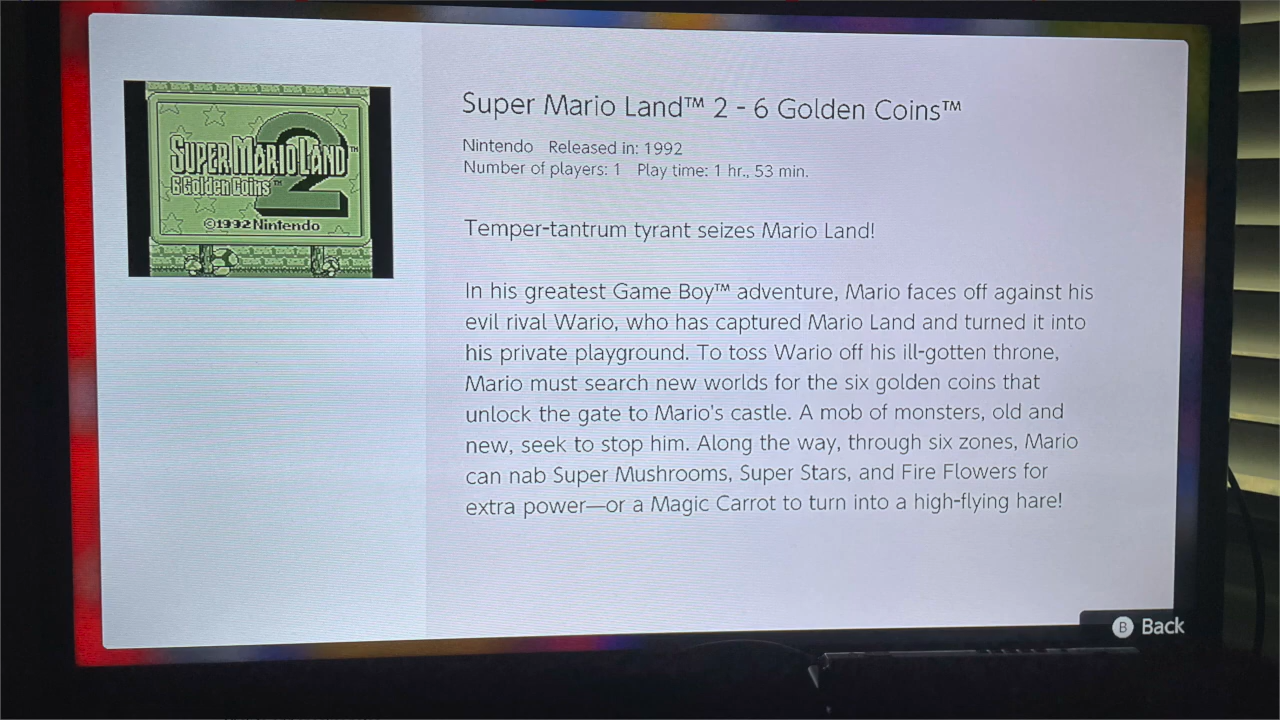 SUPER MARIO LAND 2™
6 Golden Coins™
©1992 Nintendo
Super Mario Land™ 2 - 6 Golden Coins™
Nintendo Released in: 1992
Number of players: 1 Play time: 1 hr., 53 min.
Temper-tantrum tyrant seizes Mario Land!
In his greatest Game Boy™ adventure, Mario faces off against his
evil rival Wario, who has captured Mario Land and turned it into
his private playground. To toss Wario off his ill-gotten throne,
Mario must search new worlds for the six golden coins that
unlock the gate to Mario's castle. A mob of monsters, old and
new, seek to stop him. Along the way, through six zones, Mario
can nab Super Mushrooms, Super Stars, and Fire Flowers for
extra power—or a Magic Carrot to turn into a high-flying hare!
B Back